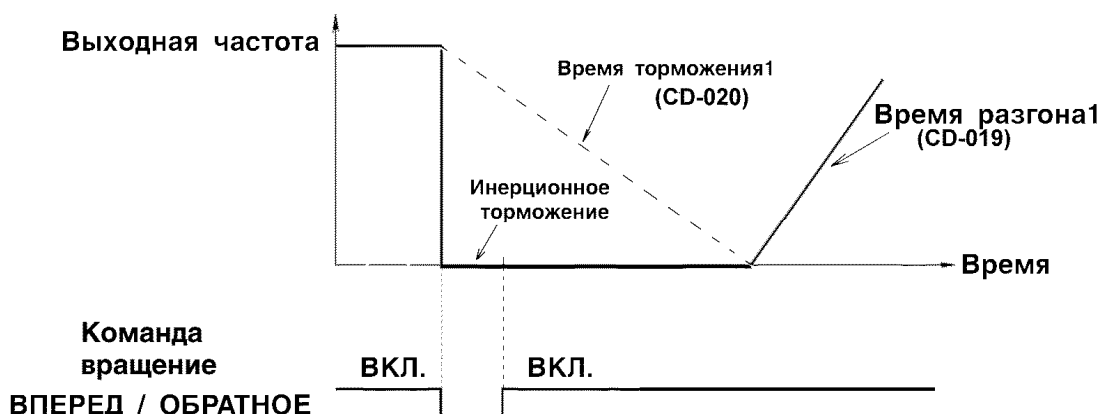 Выходная частота
Время торможения1
(CD-020)
Время разгона1
(CD-019)
Инерционное
торможение
Время
Команда
вращение
ВПЕРЕД / ОБРАТНОЕ
ВКЛ.
ВКЛ.